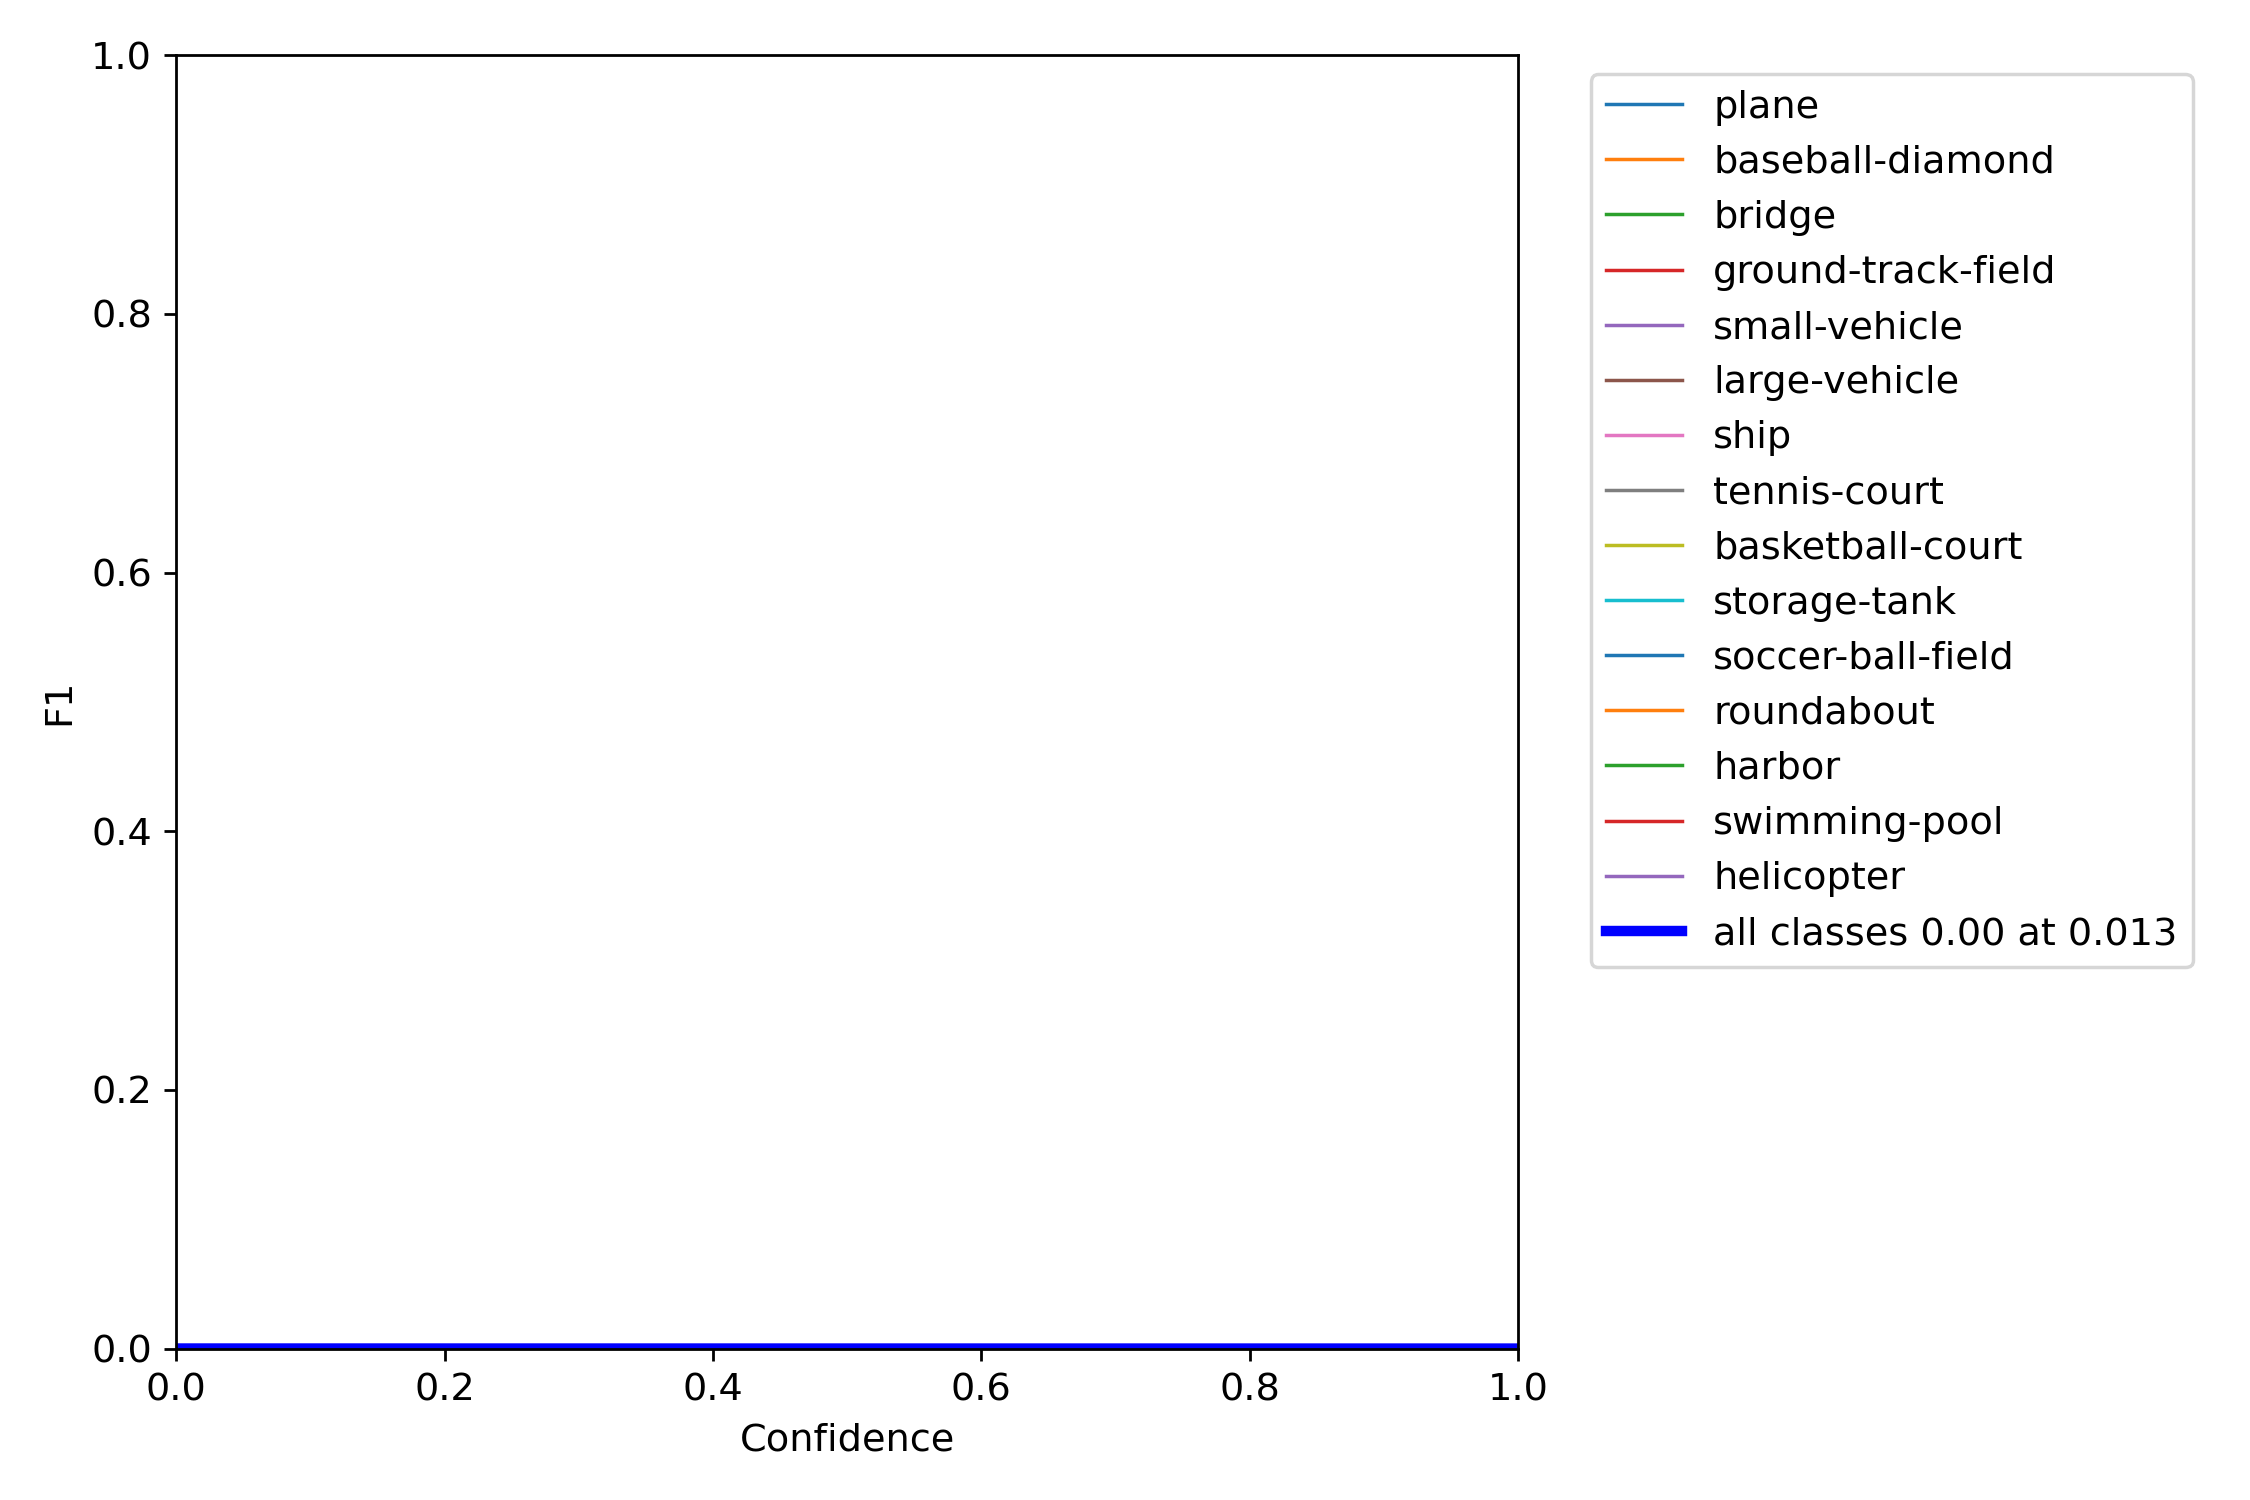 1.0
0.8
0.6
0.4
0.2
0.0
F1
0.0 0.2 0.4 0.6 0.8 1.0
Confidence
plane
baseball-diamond
bridge
ground-track-field
small-vehicle
large-vehicle
ship
tennis-court
basketball-court
storage-tank
soccer-ball-field
roundabout
harbor
swimming-pool
helicopter
all classes 0.00 at 0.013